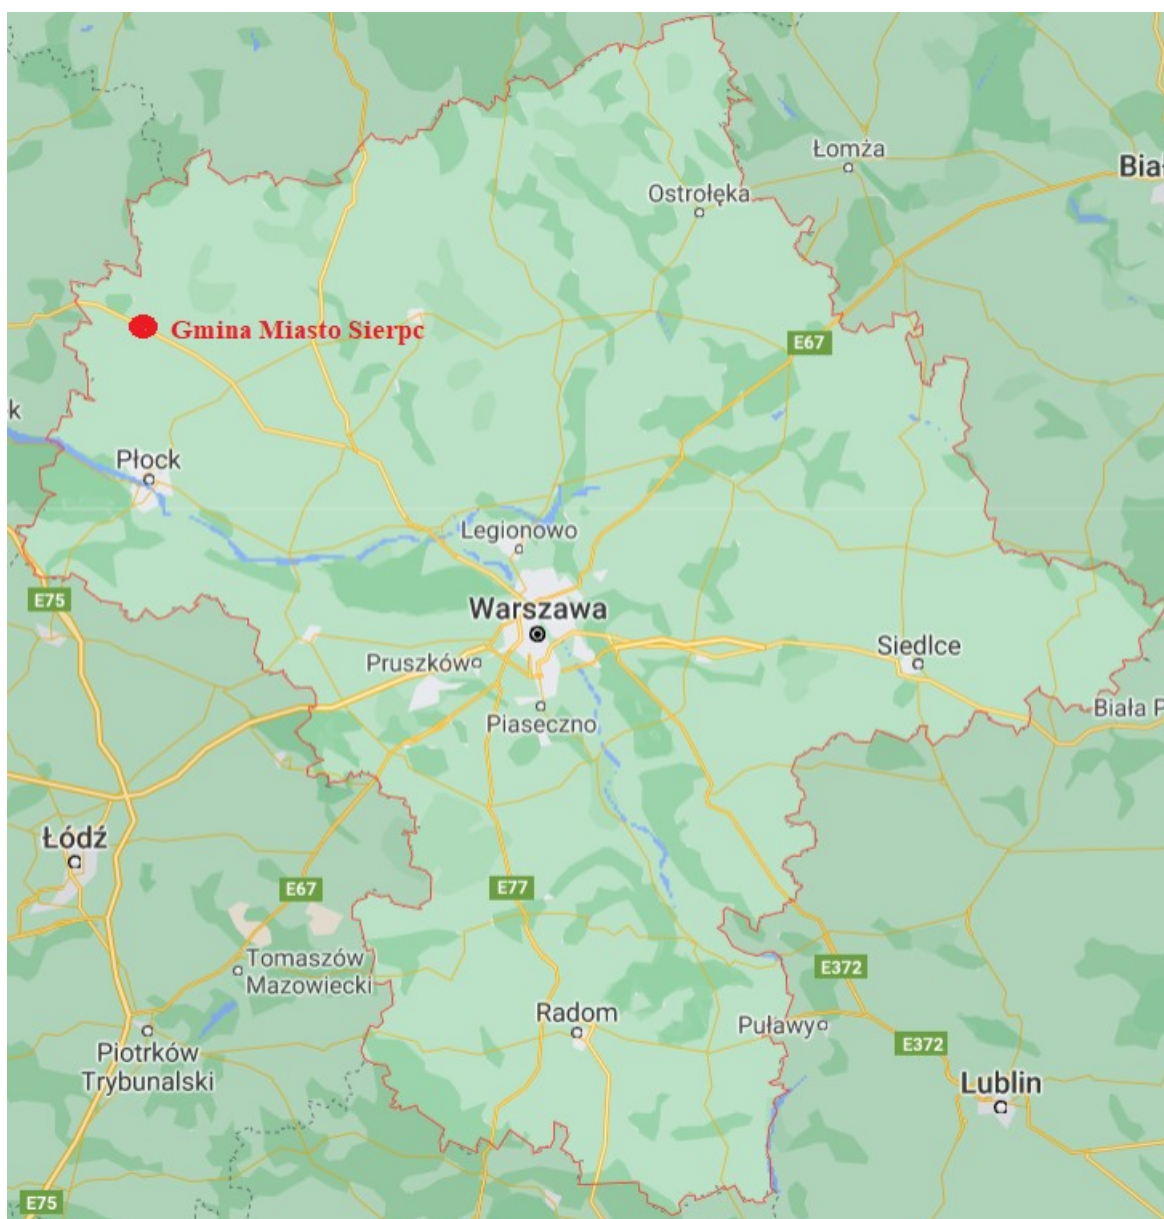 Łomża
Bia
Ostrołęka
Gmina Miasto Sierpc
E67
k
Płock
Legionowo
E75
Warszawa
Siedlce
Pruszków
Biała P
Piaseczno
Łódź
E67
E77
Tomaszów
Mazowiecki
E372
Radom
Puławy
Piotrków
Trybunalski
E372
Lublin
E75